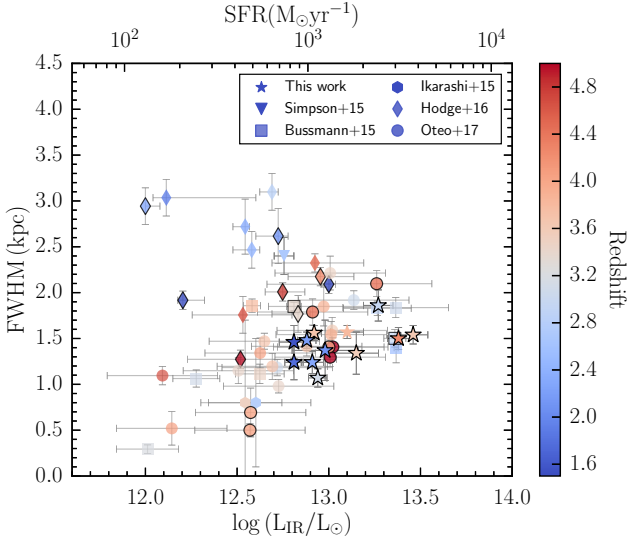 SFR(M⊙yr⁻¹)
10² 10³ 10⁴
4.5
4.0
3.5
3.0
2.5
2.0
1.5
1.0
0.5
0.0
FWHM (kpc)
This work
Simpson+15
Bussmann+15
Ikarashi+15
Hodge+16
Oteo+17
12.0 12.5 13.0 13.5 14.0
log (L_IR/L⊙)
4.8
4.4
4.0
3.6
3.2
2.8
2.4
2.0
1.6
Redshift